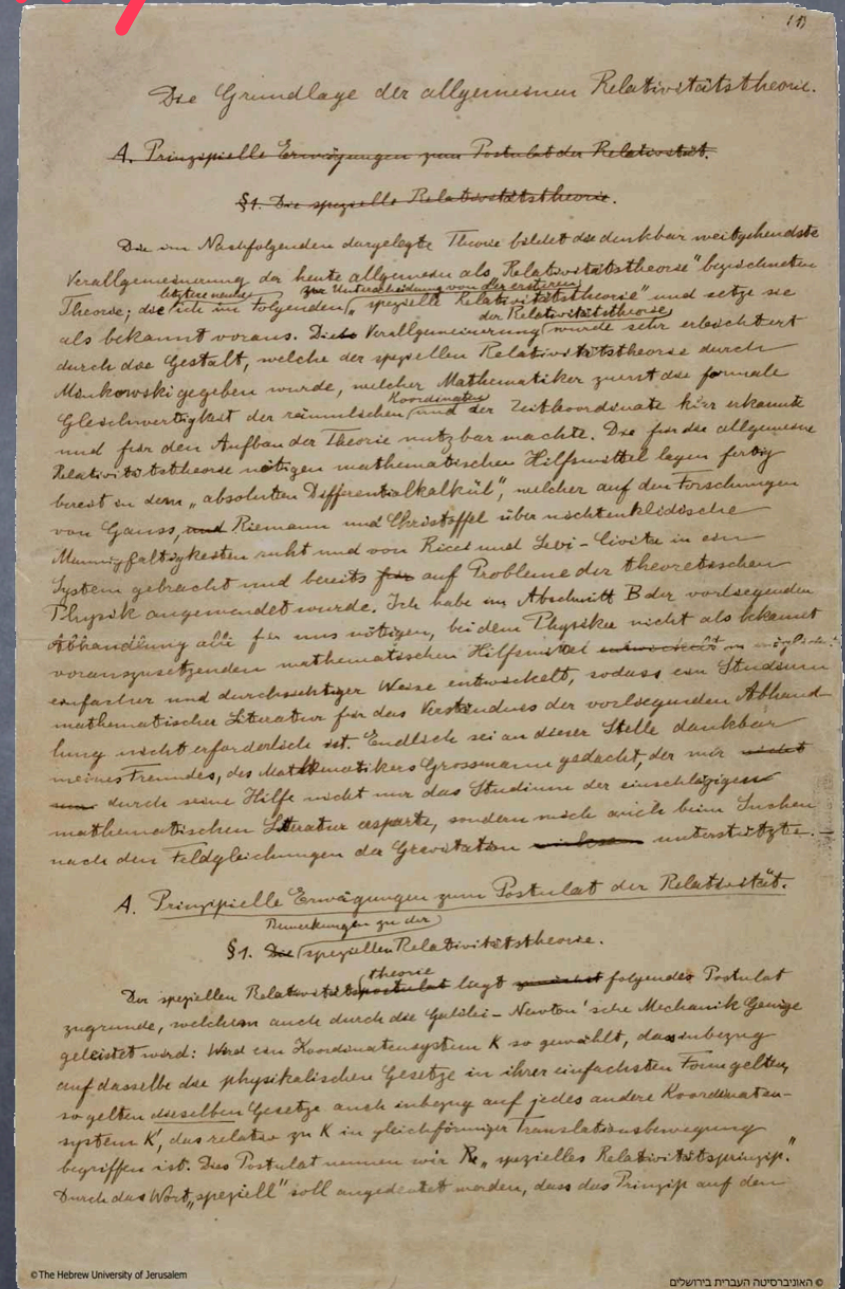 (1)
Die Grundlage der allgemeinen Relativitätstheorie.
A. Prinzipielle Erwägungen zum Postulat der Relativität.
§1. Die spezielle Relativitätstheorie.
Die im Nachfolgenden dargelegte Theorie bildet die denkbar weitgehendste
Verallgemeinerung der heute allgemein als "Relativitätstheorie" bezeichneten
letztere nenne zur Unterscheidung von der ersteren
Theorie; die ich im Folgenden „spezielle Relativitätstheorie" und setze sie
der Relativitätstheorie
als bekannt voraus. Die Verallgemeinerung wurde sehr erleichtert
durch die Gestalt, welche der speziellen Relativitätstheorie durch
Minkowski gegeben wurde, welcher Mathematiker zuerst die formale
Koordinaten
Gleichwertigkeit der räumlichen und der Zeitkoordinate klar erkannte
und für den Aufbau der Theorie nutzbar machte. Die für die allgemeine
Relativitätstheorie nötigen mathematischen Hilfsmittel lagen fertig
bereit in dem „absoluten Differentialkalkül", welcher auf den Forschungen
von Gauss, und Riemann und Christoffel über nichteuklidische
Mannigfaltigkeiten ruht und von Ricci und Levi-Civita in ein
System gebracht und bereits für auf Probleme der theoretischen
Physik angewendet wurde. Ich habe im Abschnitt B der vorliegenden
Abhandlung alle für uns nötigen, bei dem Physiker nicht als bekannt
vorauszusetzenden mathematischen Hilfsmittel entwickelt in möglichst
einfacher und durchsichtiger Weise entwickelt, sodass ein Studium
mathematischer Literatur für das Verständnis der vorliegenden Abhand-
lung nicht erforderlich ist. Endlich sei an dieser Stelle dankbar
meines Freundes, des Mathematikers Grossmann gedacht, der mir nicht
nur durch seine Hilfe nicht nur das Studium der einschlägigen
mathematischen Literatur ersparte, sondern mich auch beim Suchen
nach den Feldgleichungen der Gravitation unterstützte.
A. Prinzipielle Erwägungen zum Postulat der Relativität.
Bemerkungen zu der
§1. Die speziellen Relativitätstheorie.
theorie
Der speziellen Relativitätspostulat liegt folgendes Postulat
zugrunde, welchem auch durch die Galilei-Newton'sche Mechanik Genüge
geleistet wird: Wird ein Koordinatensystem K so gewählt, dass inbezug
auf dasselbe die physikalischen Gesetze in ihrer einfachsten Form gelten,
so gelten dieselben Gesetze auch inbezug auf jedes andere Koordinaten-
system K', das relativ zu K in gleichförmiger Translationsbewegung
begriffen ist. Dies Postulat nennen wir „spezielles Relativitätsprinzip."
Durch das Wort „speziell" soll angedeutet werden, dass das Prinzip auf den
© The Hebrew University of Jerusalem
© האוניברסיטה העברית בירושלים